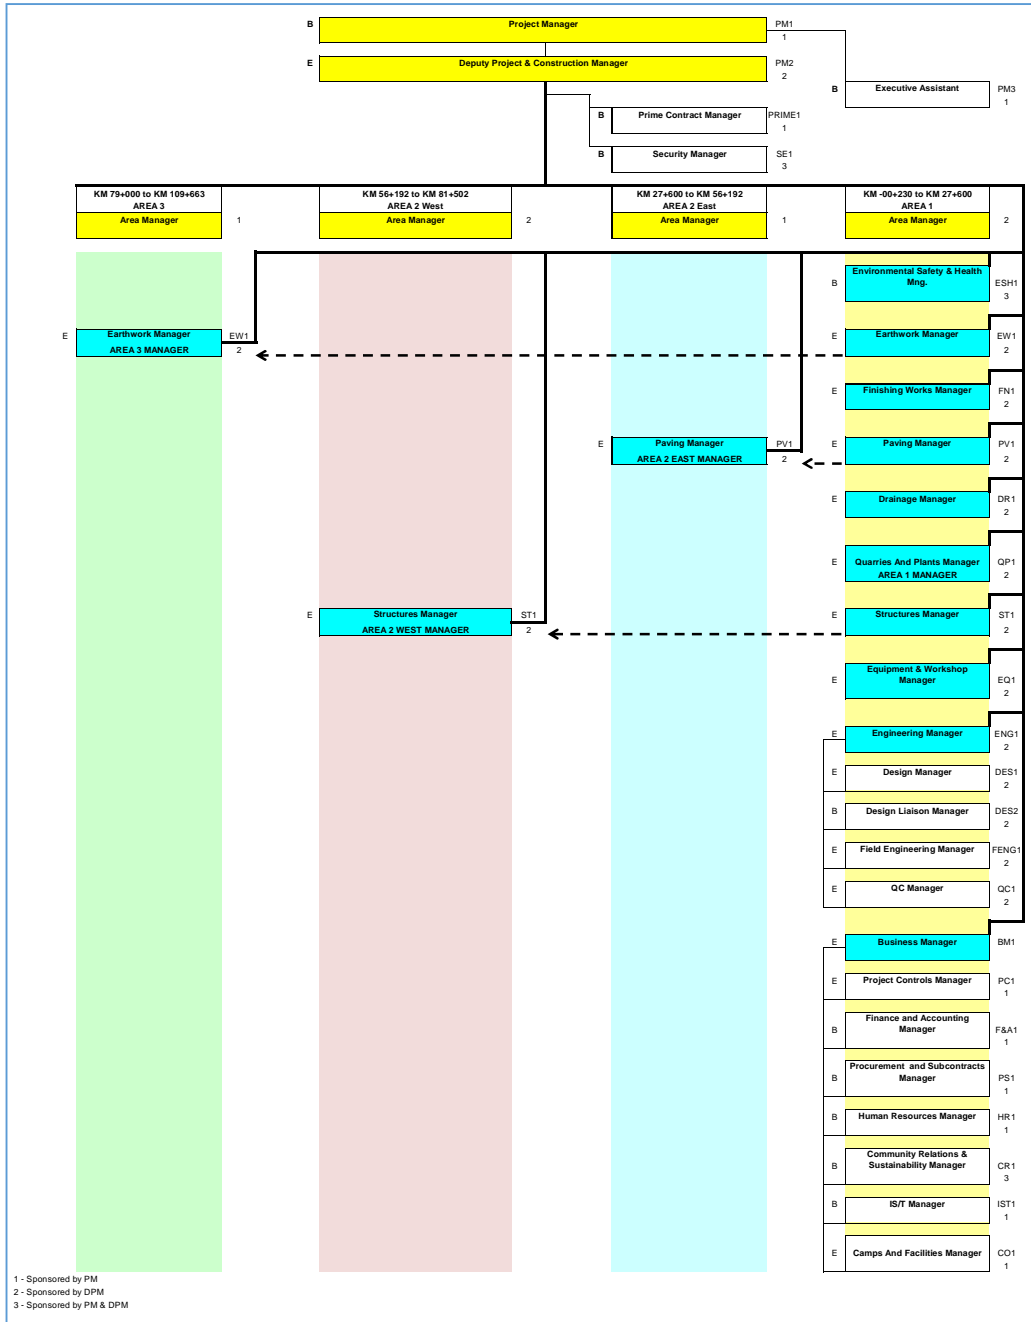 B
Project Manager
PM1
1
E
Deputy Project & Construction Manager
PM2
2
B
Executive Assistant
PM3
1
B
Prime Contract Manager
PRIME1
1
B
Security Manager
SE1
3
KM 79+000 to KM 109+663
AREA 3
Area Manager
1
KM 56+192 to KM 81+502
AREA 2 West
Area Manager
2
KM 27+600 to KM 56+192
AREA 2 East
Area Manager
1
KM -00+230 to KM 27+600
AREA 1
Area Manager
2
B
Environmental Safety & Health
Mng.
ESH1
3
E
Earthwork Manager
AREA 3 MANAGER
EW1
2
E
Earthwork Manager
EW1
2
E
Finishing Works Manager
FN1
2
E
Paving Manager
AREA 2 EAST MANAGER
PV1
2
E
Paving Manager
PV1
2
E
Drainage Manager
DR1
2
E
Quarries And Plants Manager
AREA 1 MANAGER
QP1
2
E
Structures Manager
AREA 2 WEST MANAGER
ST1
2
E
Structures Manager
ST1
2
E
Equipment & Workshop
Manager
EQ1
2
E
Engineering Manager
ENG1
2
E
Design Manager
DES1
2
B
Design Liaison Manager
DES2
2
E
Field Engineering Manager
FENG1
2
E
QC Manager
QC1
2
E
Business Manager
BM1
E
Project Controls Manager
PC1
1
B
Finance and Accounting
Manager
F&A1
1
B
Procurement and Subcontracts
Manager
PS1
1
B
Human Resources Manager
HR1
1
B
Community Relations &
Sustainability Manager
CR1
3
B
IS/T Manager
IST1
1
E
Camps And Facilities Manager
CO1
1
1 - Sponsored by PM
2 - Sponsored by DPM
3 - Sponsored by PM & DPM